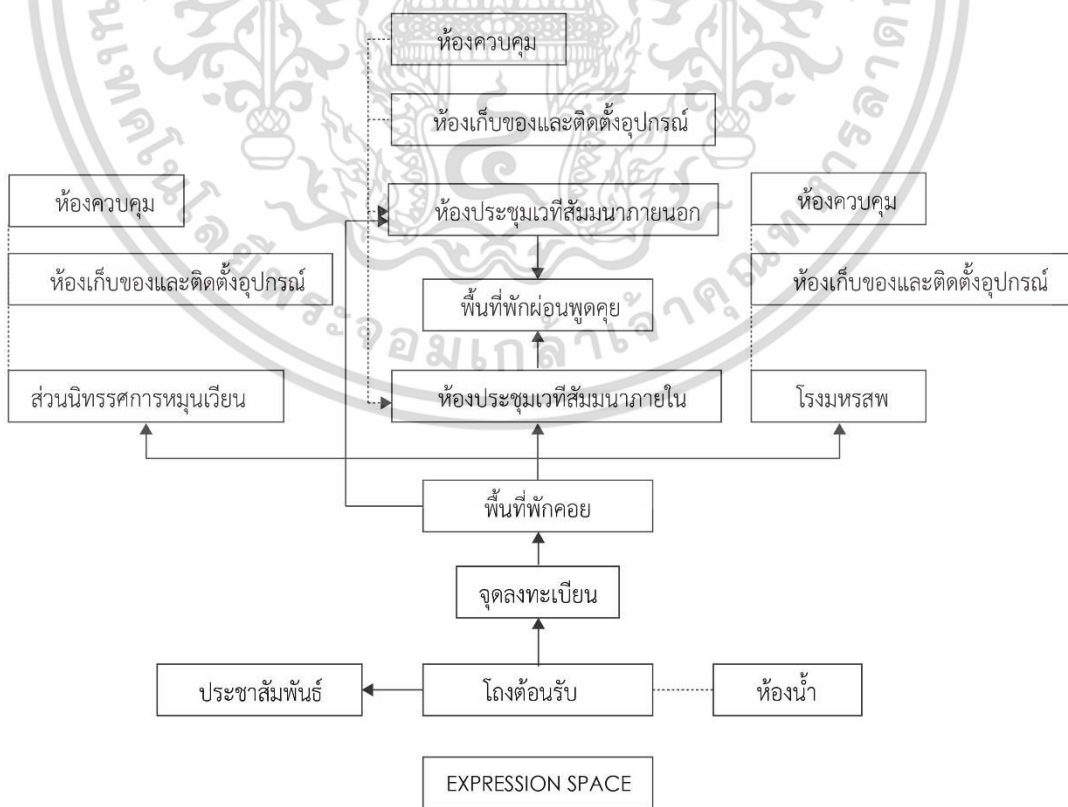 ห้องควบคุม
ห้องเก็บของและติดตั้งอุปกรณ์
ห้องควบคุม
ห้องประชุมเวทีสัมมนาภายนอก
ห้องควบคุม
ห้องเก็บของและติดตั้งอุปกรณ์
พื้นที่พักผ่อนพูดคุย
ห้องเก็บของและติดตั้งอุปกรณ์
ส่วนนิทรรศการหมุนเวียน
ห้องประชุมเวทีสัมมนาภายใน
โรงมหรสพ
พื้นที่พักคอย
จุดลงทะเบียน
ประชาสัมพันธ์
โถงต้อนรับ
ห้องน้ำ
EXPRESSION SPACE